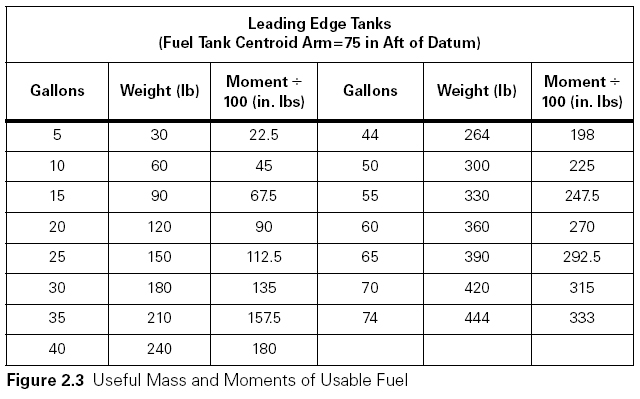 Leading Edge Tanks
(Fuel Tank Centroid Arm=75 in Aft of Datum)
Gallons Weight (lb) Moment ÷ 100 (in. lbs) Gallons Weight (lb) Moment ÷ 100 (in. lbs)
5 30 22.5 44 264 198
10 60 45 50 300 225
15 90 67.5 55 330 247.5
20 120 90 60 360 270
25 150 112.5 65 390 292.5
30 180 135 70 420 315
35 210 157.5 74 444 333
40 240 180
Figure 2.3 Useful Mass and Moments of Usable Fuel